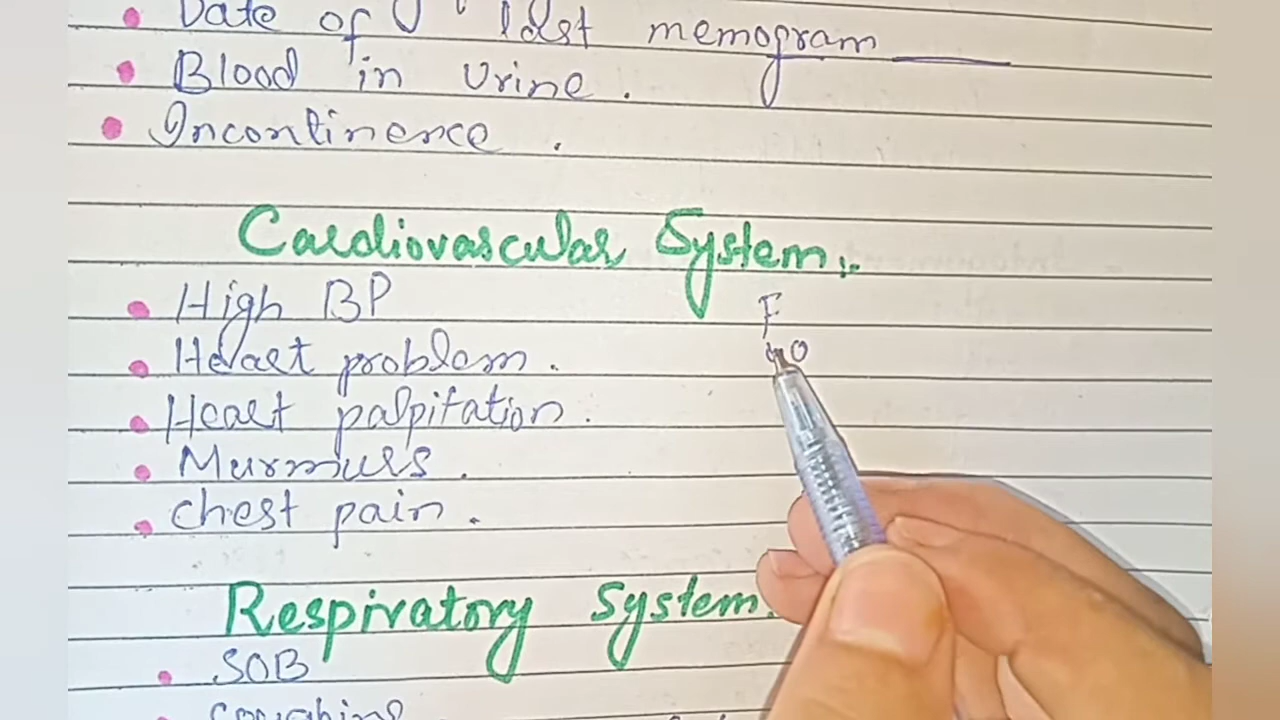 Date of last memogram
Blood in Urine.
Incontinence.
Cardiovascular System:
High BP
F
Heart problem.
Heart palpitation.
Murmurs.
Chest pain.
Respiratory System.
SOB
Coughing